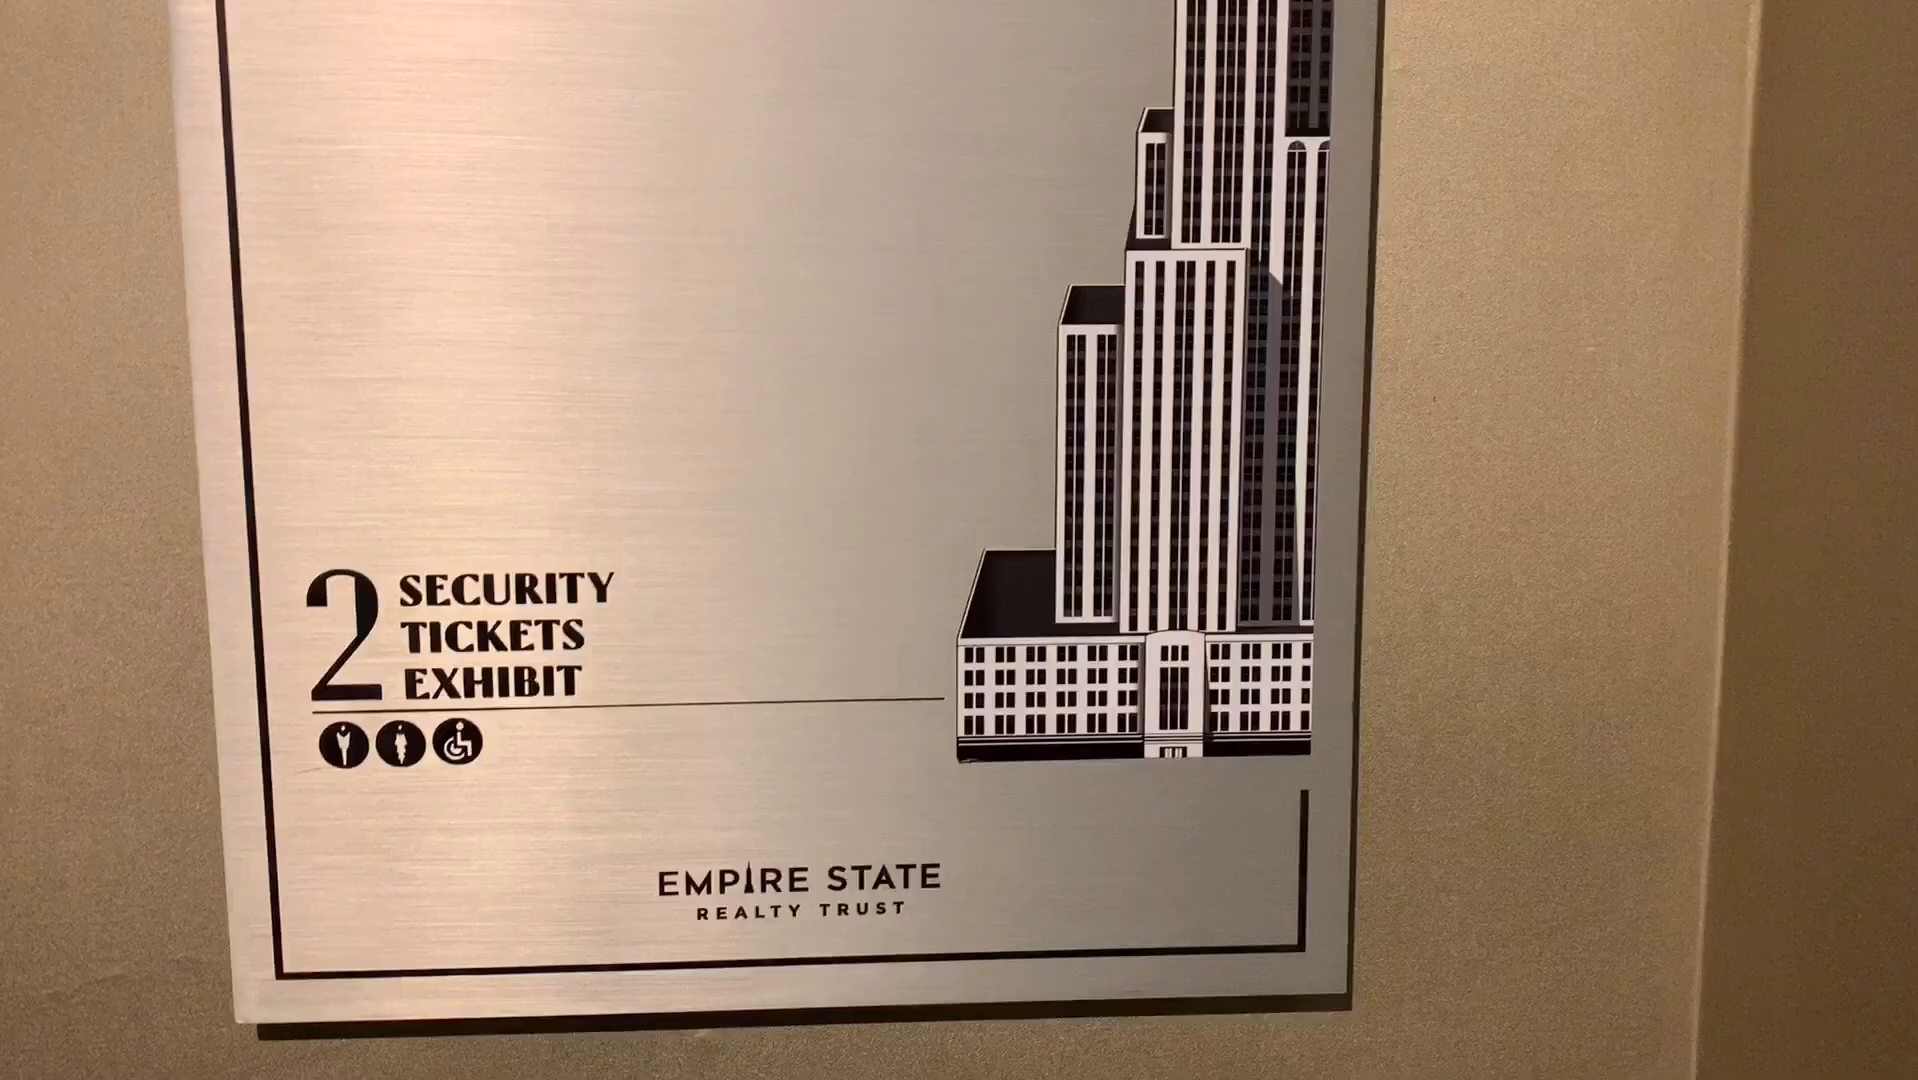 2
SECURITY
TICKETS
EXHIBIT
EMPIRE STATE
REALTY TRUST